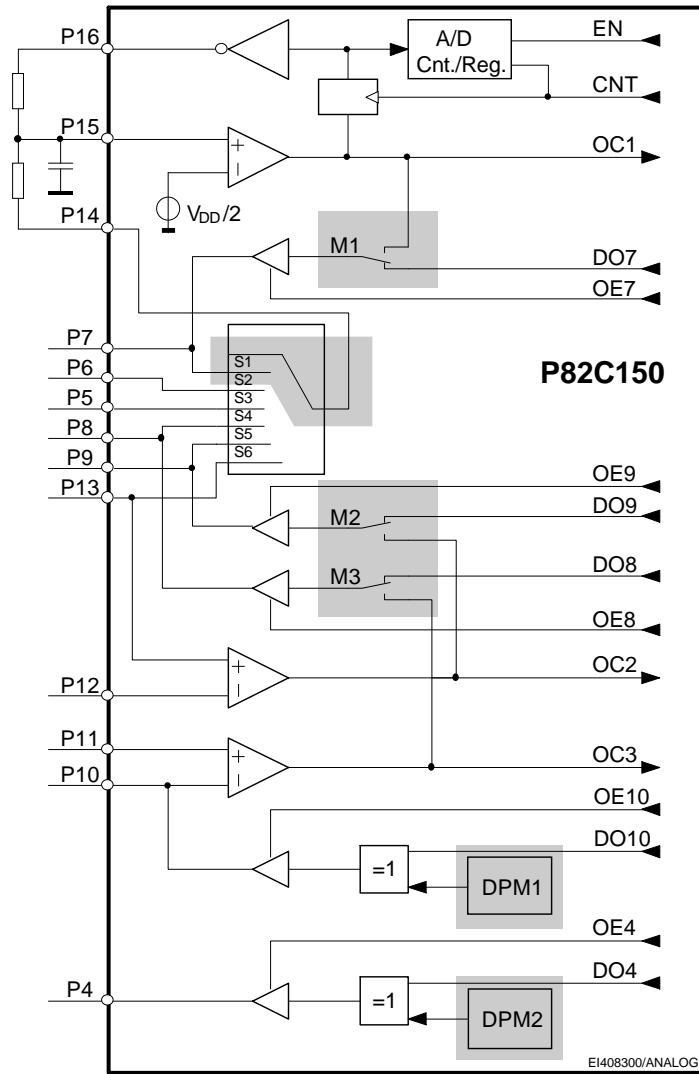 P16
A/D
Cnt./Reg.
EN
CNT
P15
+
−
OC1
VDD/2
P14
M1
DO7
OE7
P7
S1
P6
S2
P5
S3
P8
S4
P9
S5
P13
S6
P82C150
OE9
M2
DO9
M3
DO8
OE8
+
−
OC2
P12
P11
+
−
OC3
P10
OE10
DO10
=1
DPM1
OE4
DO4
P4
=1
DPM2
EI408300/ANALOG